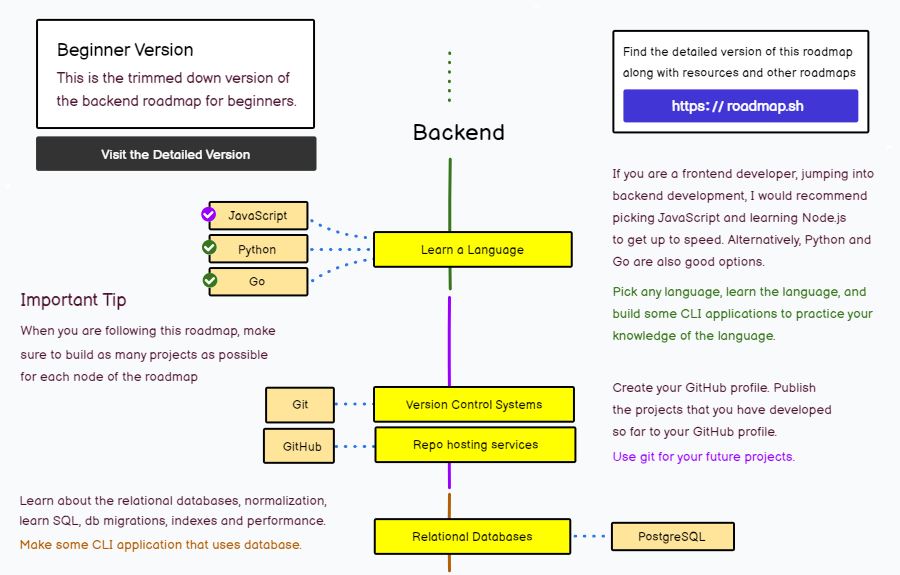 Beginner Version
This is the trimmed down version of
the backend roadmap for beginners.
Visit the Detailed Version
Find the detailed version of this roadmap
along with resources and other roadmaps
https: // roadmap.sh
Backend
If you are a frontend developer, jumping into
backend development, I would recommend
picking JavaScript and learning Node.js
to get up to speed. Alternatively, Python and
Go are also good options.
Pick any language, learn the language, and
build some CLI applications to practice your
knowledge of the language.
JavaScript
Python
Go
Learn a Language
Important Tip
When you are following this roadmap, make
sure to build as many projects as possible
for each node of the roadmap
Git
Version Control Systems
GitHub
Repo hosting services
Create your GitHub profile. Publish
the projects that you have developed
so far to your GitHub profile.
Use git for your future projects.
Learn about the relational databases, normalization,
learn SQL, db migrations, indexes and performance.
Make some CLI application that uses database.
Relational Databases
PostgreSQL